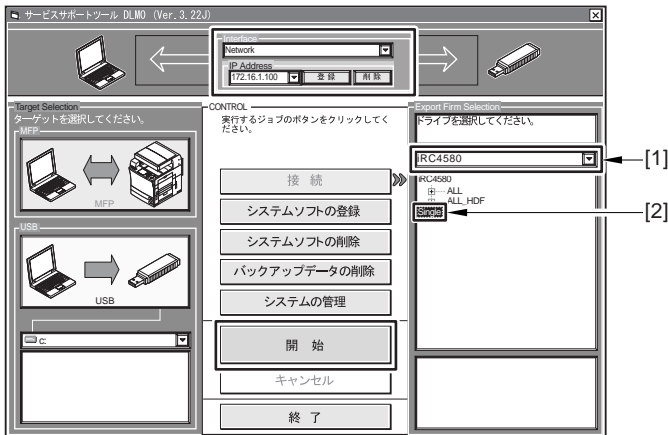 サービスサポートツール DLM0 (Ver.3.22J)
Interface
Network
IP Address
172.16.1.100
登 録
削 除
Target Selection
ターゲットを選択してください。
MFP
MFP
USB
USB
c:
CONTROL
実行するジョブのボタンをクリックしてく
ださい。
接 続
システムソフトの登録
システムソフトの削除
バックアップデータの削除
システムの管理
開 始
キャンセル
終 了
Export Firm Selection
ドライブを選択してください。
iRC4580
iRC4580
ALL
ALL_HDF
Single
[1]
[2]